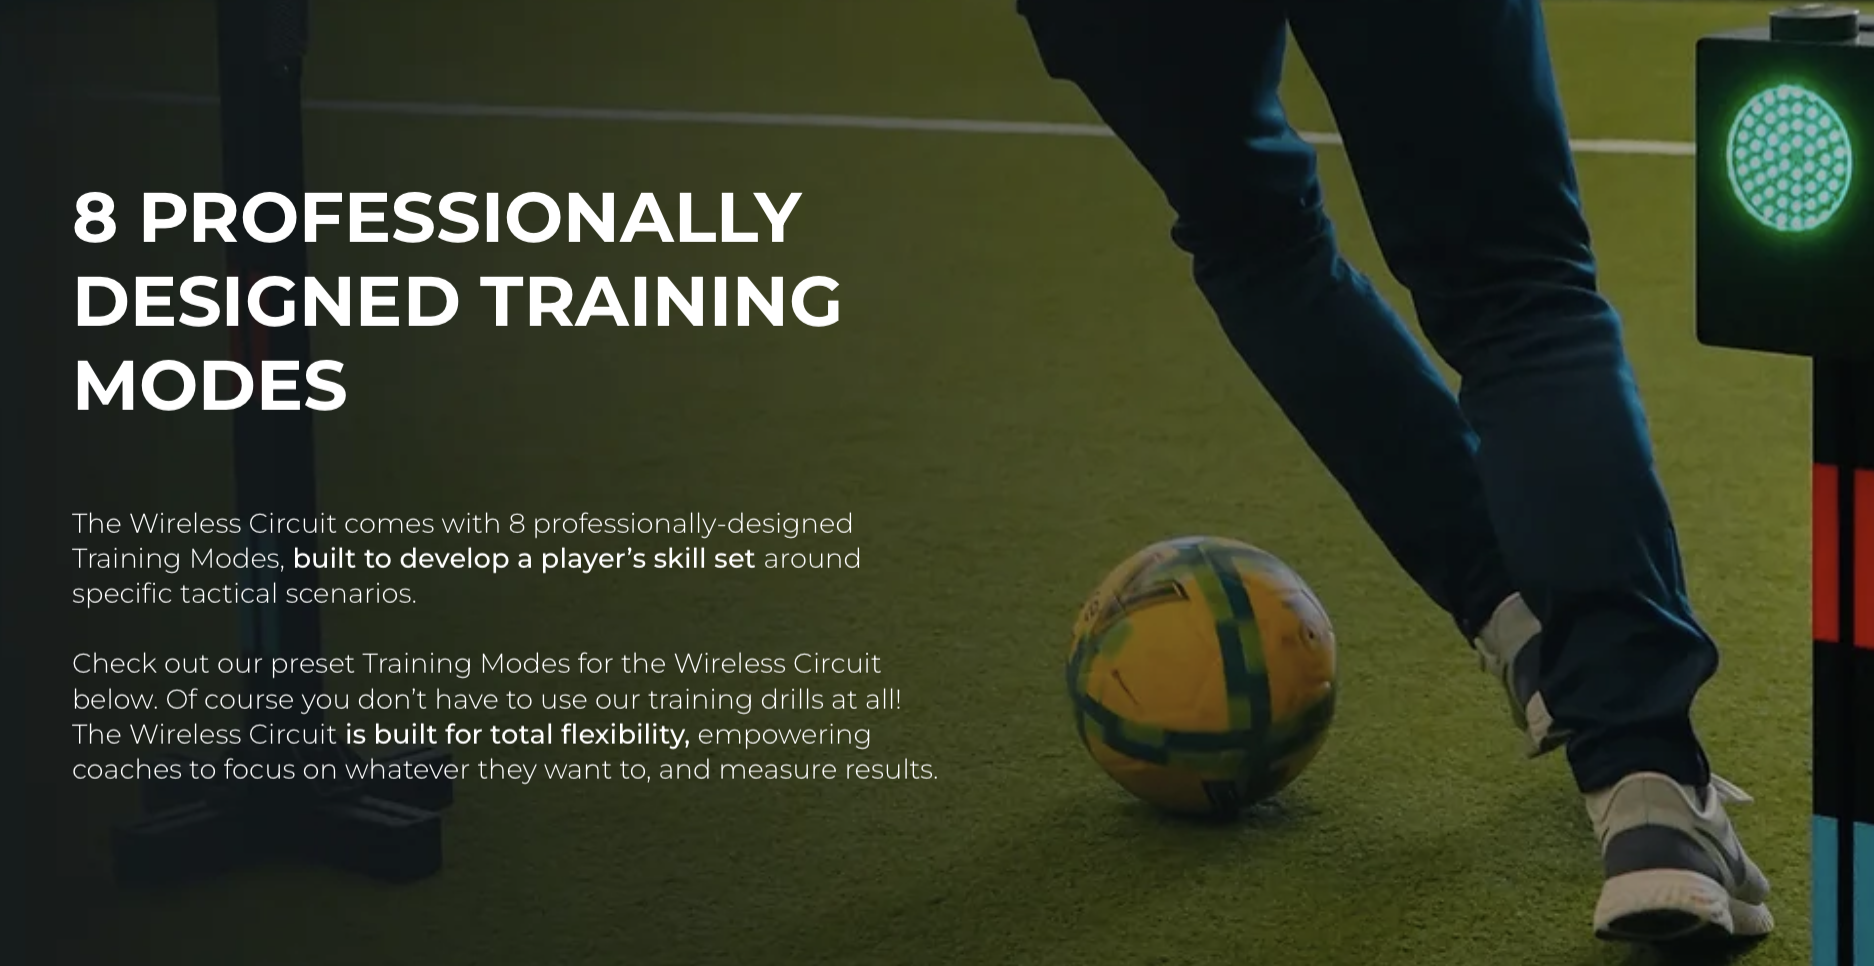 8 PROFESSIONALLY
DESIGNED TRAINING
MODES
The Wireless Circuit comes with 8 professionally-designed
Training Modes, built to develop a player’s skill set around
specific tactical scenarios.
Check out our preset Training Modes for the Wireless Circuit
below. Of course you don’t have to use our training drills at all!
The Wireless Circuit is built for total flexibility, empowering
coaches to focus on whatever they want to, and measure results.